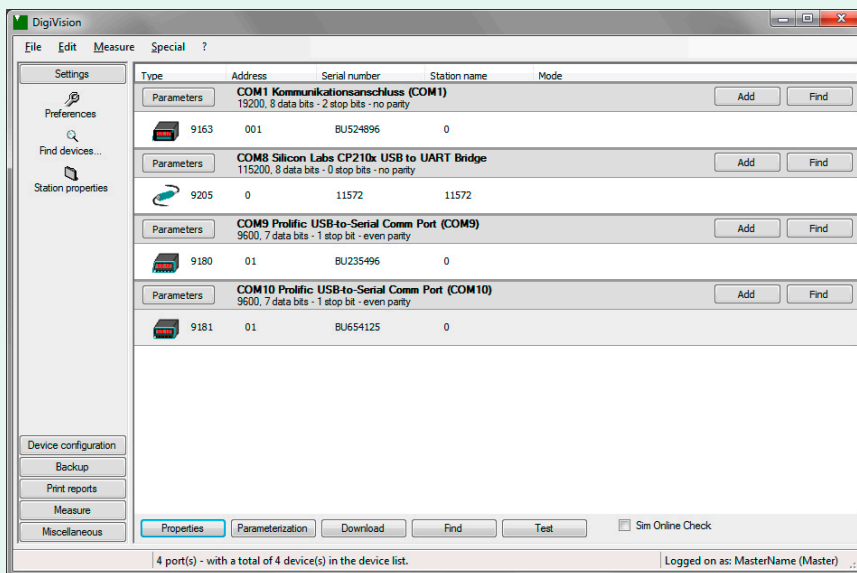 DigiVision
File Edit Measure Special ?
Settings
Preferences
Find devices...
Station properties
Device configuration
Backup
Print reports
Measure
Miscellaneous
Type Address Serial number Station name Mode
Parameters COM1 Kommunikationsanschluss (COM1) Add Find
19200, 8 data bits - 2 stop bits - no parity
9163 001 BU524896 0
Parameters COM8 Silicon Labs CP210x USB to UART Bridge Add Find
115200, 8 data bits - 0 stop bits - no parity
9205 0 11572 11572
Parameters COM9 Prolific USB-to-Serial Comm Port (COM9) Add Find
9600, 7 data bits - 1 stop bit - even parity
9180 01 BU235496 0
Parameters COM10 Prolific USB-to-Serial Comm Port (COM10) Add Find
9600, 7 data bits - 1 stop bit - even parity
9181 01 BU654125 0
Properties Parameterization Download Find Test Sim Online Check
4 port(s) - with a total of 4 device(s) in the device list. Logged on as: MasterName (Master)